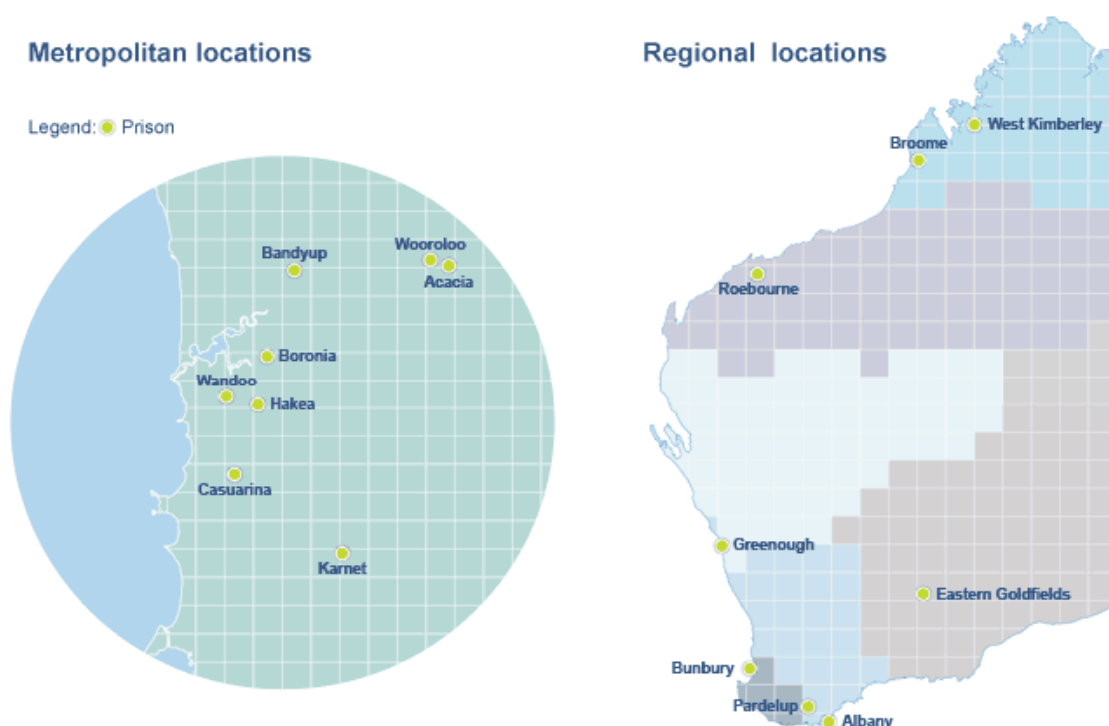 Metropolitan locations
Legend: Prison
Bandyup
Wooroloo
Acacia
Boronia
Wandoo
Hakea
Casuarina
Karnet
Regional locations
West Kimberley
Broome
Roebourne
Greenough
Eastern Goldfields
Bunbury
Pardelup
Albany